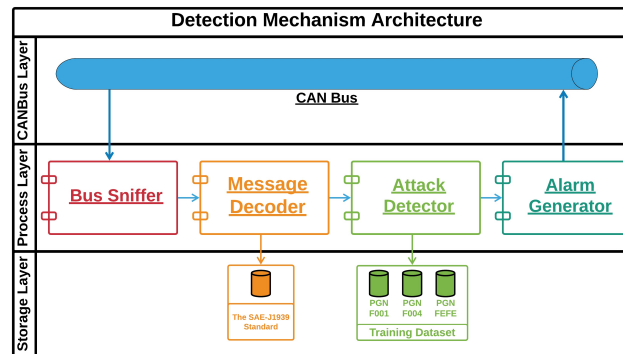 Detection Mechanism Architecture
CANBus Layer
CAN Bus
Process Layer
Bus Sniffer
Message
Decoder
Attack
Detector
Alarm
Generator
Storage Layer
The SAE-J1939
Standard
PGN
F001
PGN
F004
PGN
FEFE
Training Dataset